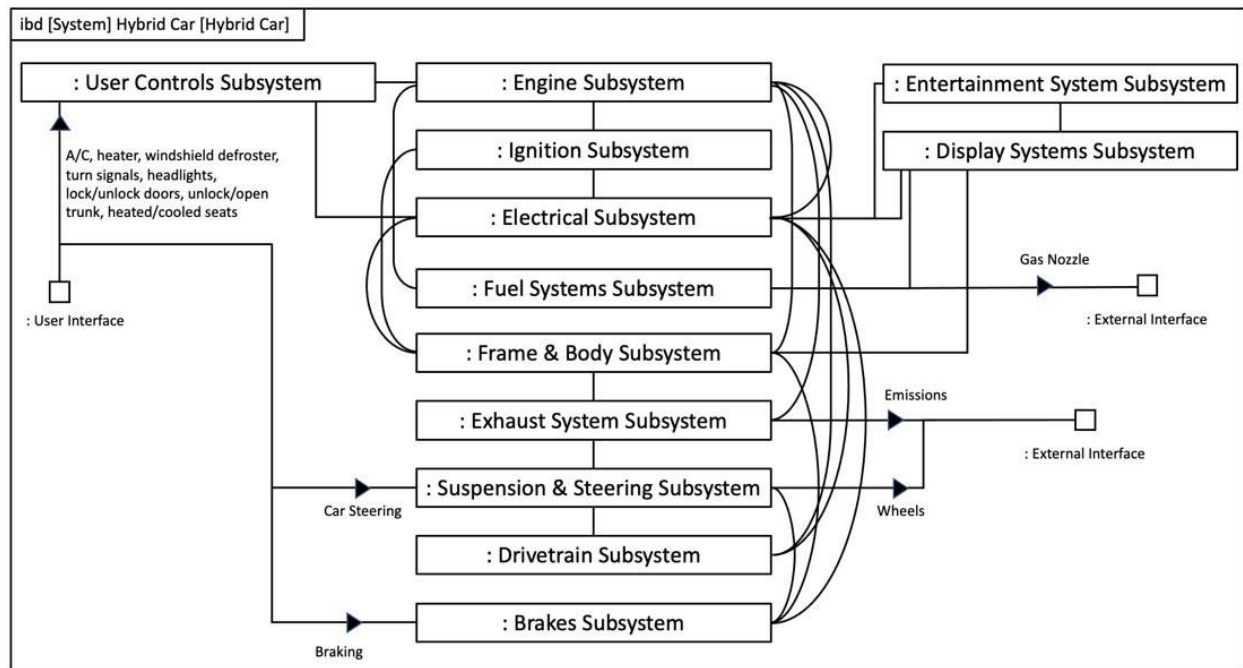 ibd [System] Hybrid Car [Hybrid Car]
: User Controls Subsystem
: Engine Subsystem
: Entertainment System Subsystem
A/C, heater, windshield defroster,
turn signals, headlights,
lock/unlock doors, unlock/open
trunk, heated/cooled seats
: Ignition Subsystem
: Display Systems Subsystem
: Electrical Subsystem
: Fuel Systems Subsystem
Gas Nozzle
: User Interface
: External Interface
: Frame & Body Subsystem
: Exhaust System Subsystem
Emissions
: External Interface
: Suspension & Steering Subsystem
Car Steering
Wheels
: Drivetrain Subsystem
: Brakes Subsystem
Braking